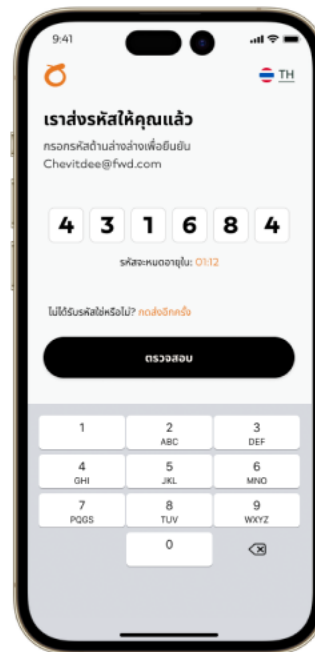 9:41
TH
เราส่งรหัสให้คุณแล้ว
กรอกรหัสด้านล่างล่างเพื่อยืนยัน
Chevitdee@fwd.com
4 3 1 6 8 4
รหัสจะหมดอายุใน: 01:12
ไม่ได้รับรหัสใช่หรือไม่? กดส่งอีกครั้ง
ตรวจสอบ
1 2 3
ABC DEF
4 5 6
GHI JKL MNO
7 8 9
PQGS TUV WXYZ
0